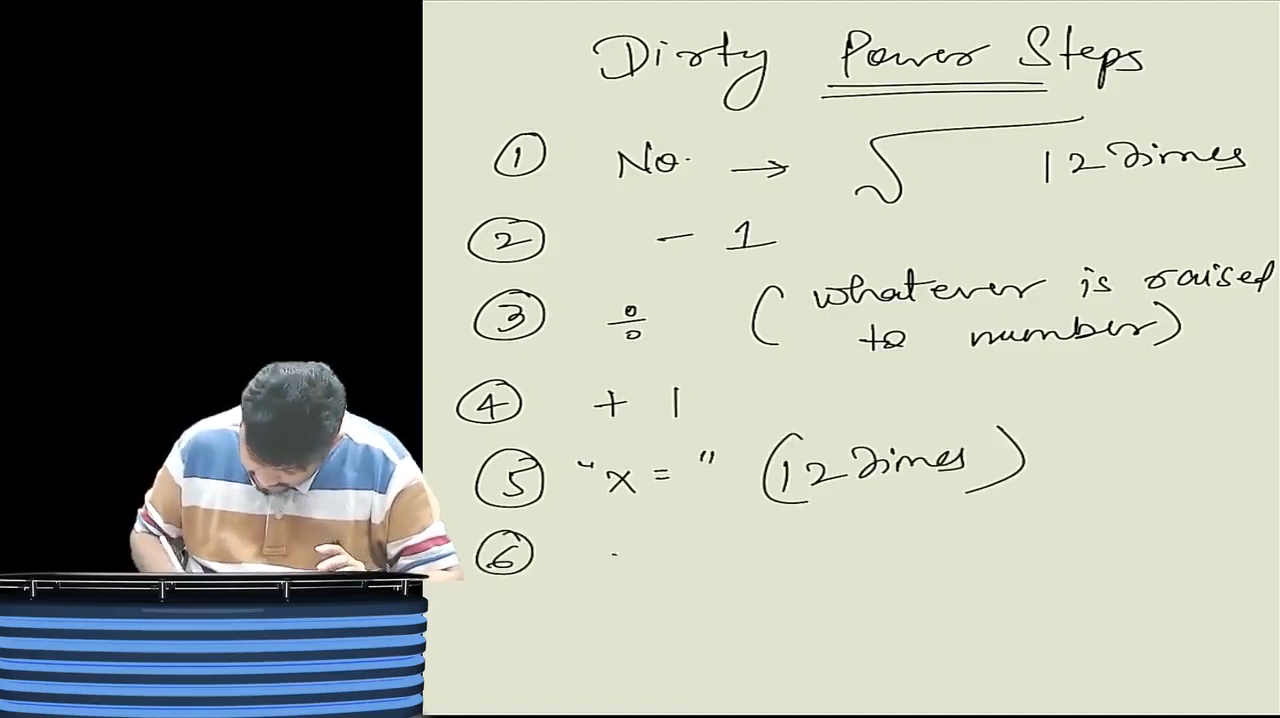 Dirty Power Steps
① No. → √ 12 times
② - 1
③ ÷ (whatever is raised
to number)
④ + 1
⑤ "x = " (12 times)
⑥